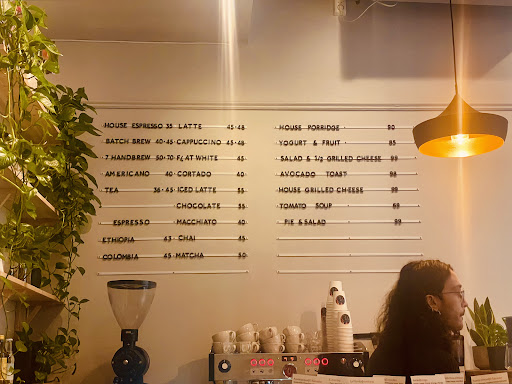 HOUSE ESPRESSO 35
BATCH BREW 40·45
7 HANDBREW 50·70
AMERICANO 40
TEA 36·45
ESPRESSO
ETHIOPIA 43
COLOMBIA 45
LATTE 45·48
CAPPUCCINO 45·48
FLAT WHITE 45
CORTADO 40
ICED LATTE 55
CHOCOLATE 55
MACCHIATO 40
CHAI 45
MATCHA 50
HOUSE PORRIDGE 80
YOGURT & FRUIT 85
SALAD & 1/2 GRILLED CHEESE 99
AVOCADO TOAST 98
HOUSE GRILLED CHEESE 89
TOMATO SOUP 68
PIE & SALAD 89